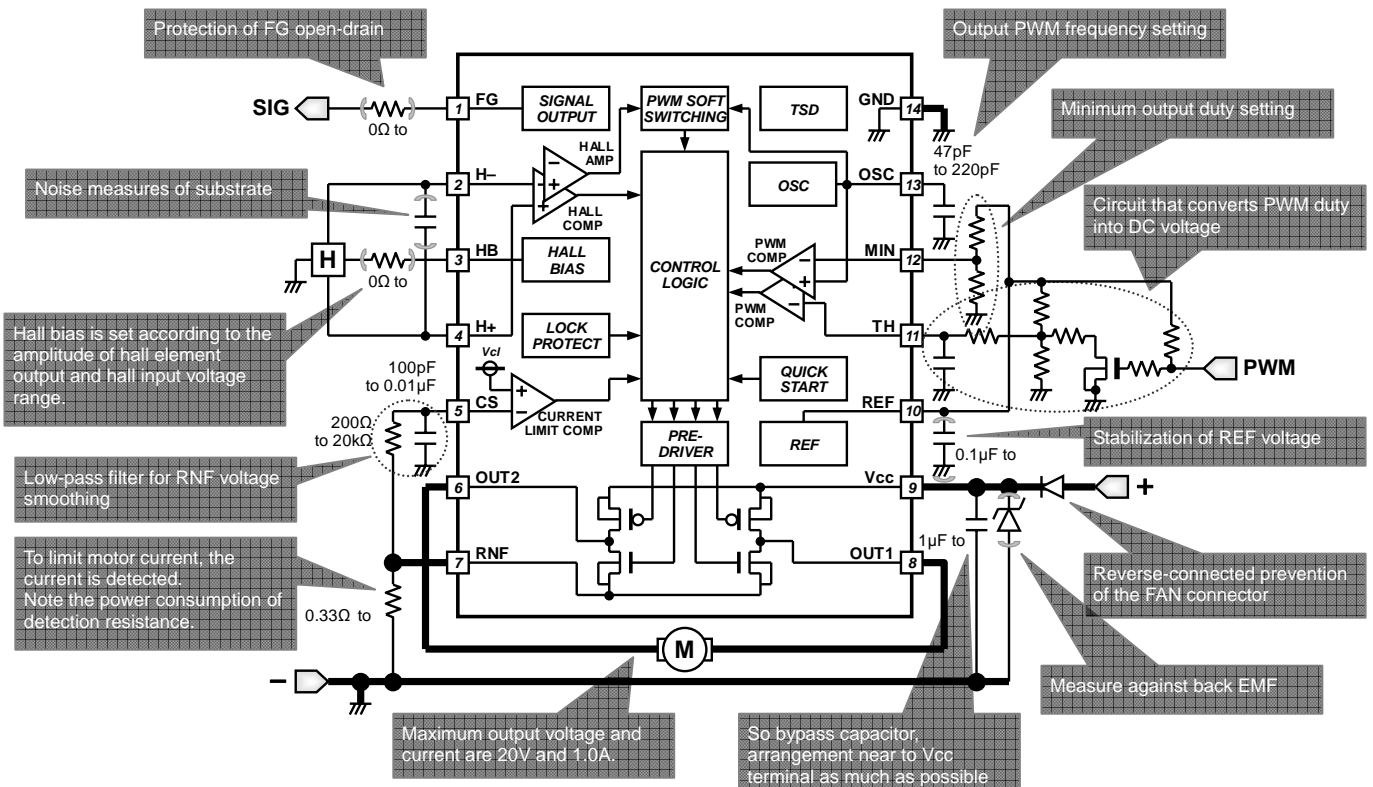 Protection of FG open-drain
Output PWM frequency setting
Minimum output duty setting
SIG
0Ω to
1
FG
SIGNAL
OUTPUT
PWM SOFT
SWITCHING
TSD
GND
14
HALL
AMP
47pF
to 220pF
Noise measures of substrate
2
H–
OSC
OSC
13
Circuit that converts PWM duty
into DC voltage
HALL
COMP
H
0Ω to
3
HB
HALL
BIAS
CONTROL
LOGIC
PWM
COMP
MIN
12
PWM
COMP
Hall bias is set according to the
amplitude of hall element
output and hall input voltage
range.
4
H+
LOCK
PROTECT
TH
11
100pF
to 0.01µF
Vcl
QUICK
START
PWM
200Ω
to 20kΩ
5
CS
CURRENT
LIMIT COMP
REF
10
PRE-
DRIVER
REF
0.1µF to
Stabilization of REF voltage
Low-pass filter for RNF voltage
smoothing
6
OUT2
Vcc
9
+
1µF to
To limit motor current, the
current is detected.
Note the power consumption of
detection resistance.
7
RNF
OUT1
8
0.33Ω to
Reverse-connected prevention
of the FAN connector
M
–
Measure against back EMF
Maximum output voltage and
current are 20V and 1.0A.
So bypass capacitor,
arrangement near to Vcc
terminal as much as possible